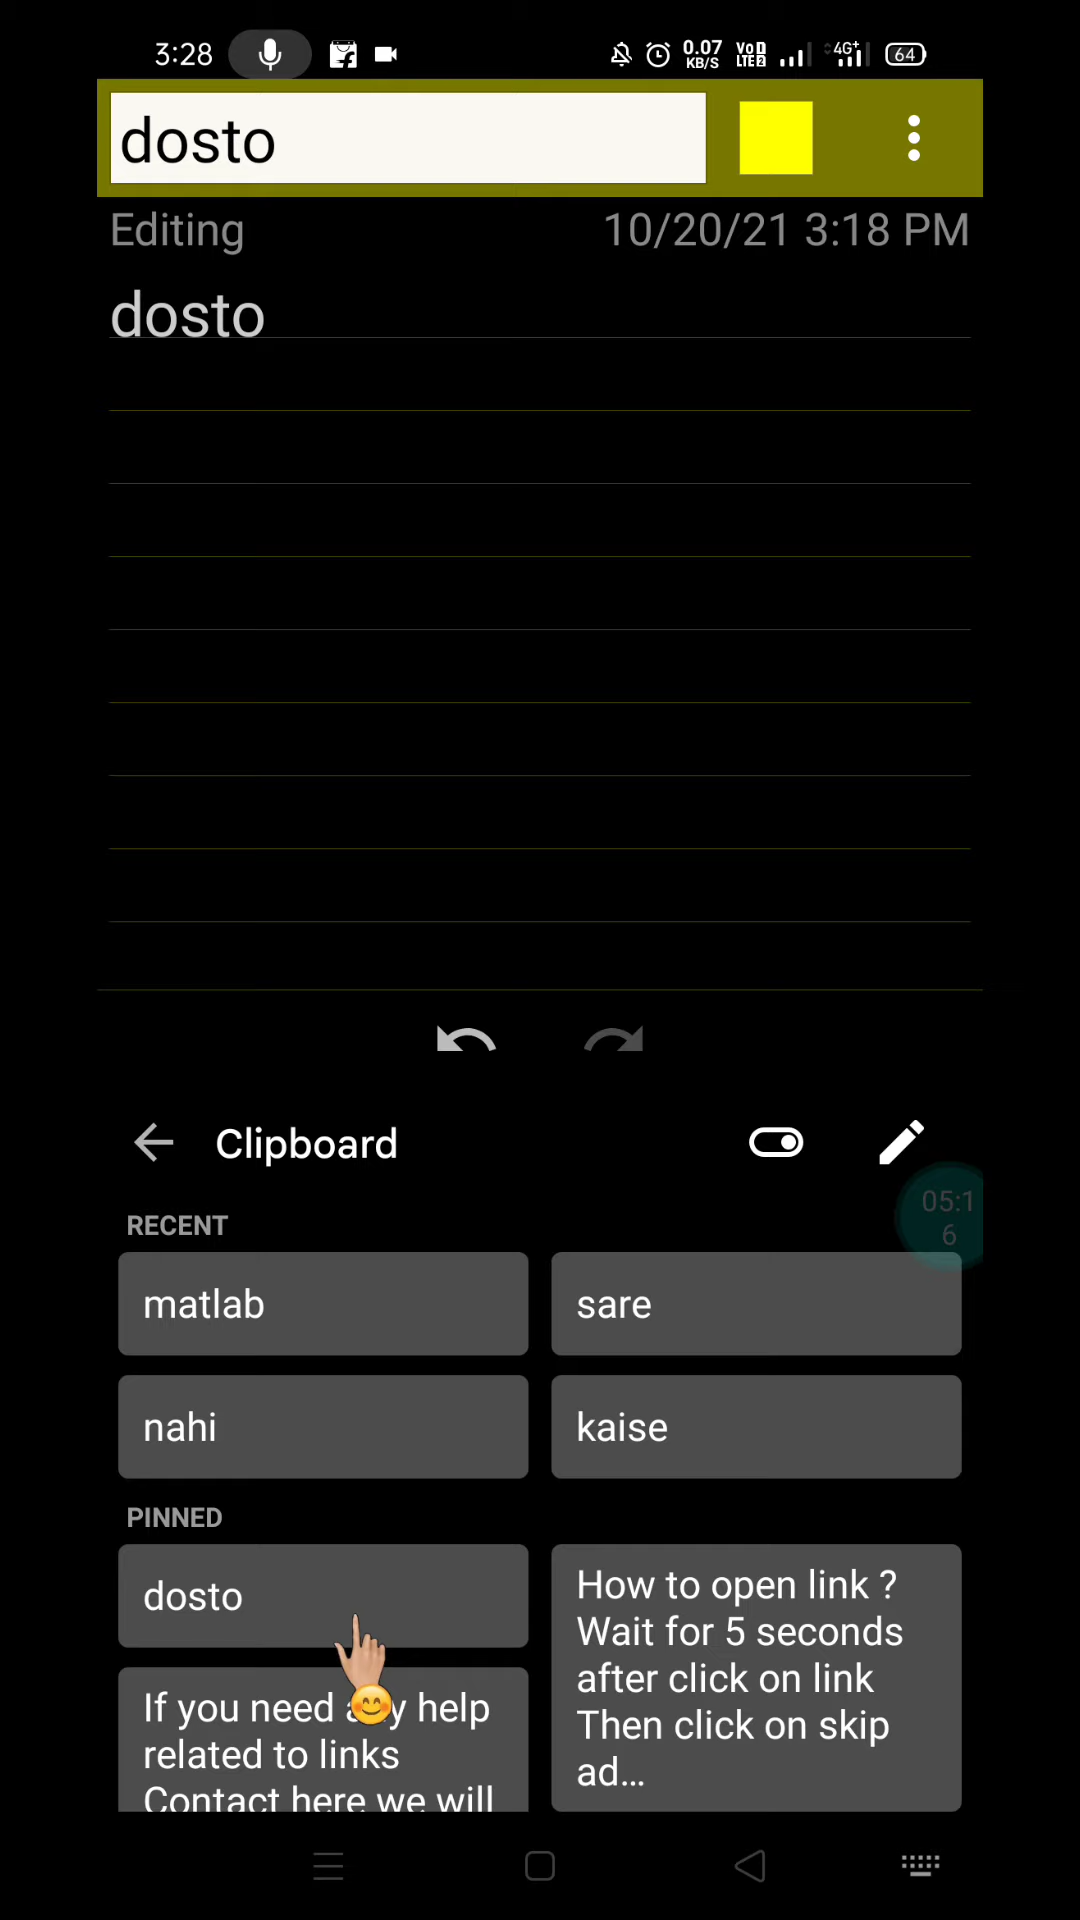 3:28
0.07
KB/S
VoD
LTE2
4G+
64
dosto
Editing
10/20/21 3:18 PM
dosto
Clipboard
05:1
6
RECENT
matlab
sare
nahi
kaise
PINNED
dosto
How to open link ?
Wait for 5 seconds
after click on link
Then click on skip
ad...
If you need a y help
related to links
Contact here we will